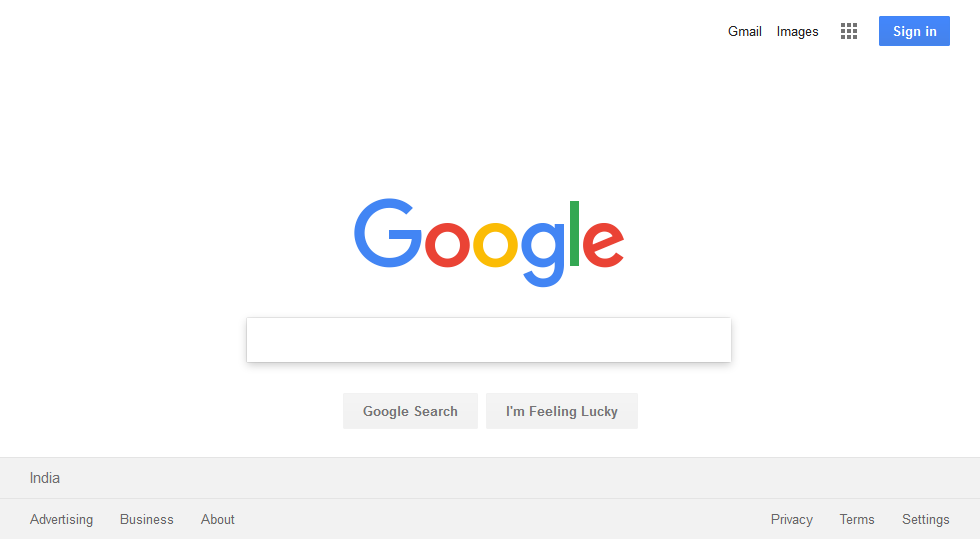 Gmail Images Sign in
Google
Google Search I'm Feeling Lucky
India
Advertising Business About Privacy Terms Settings